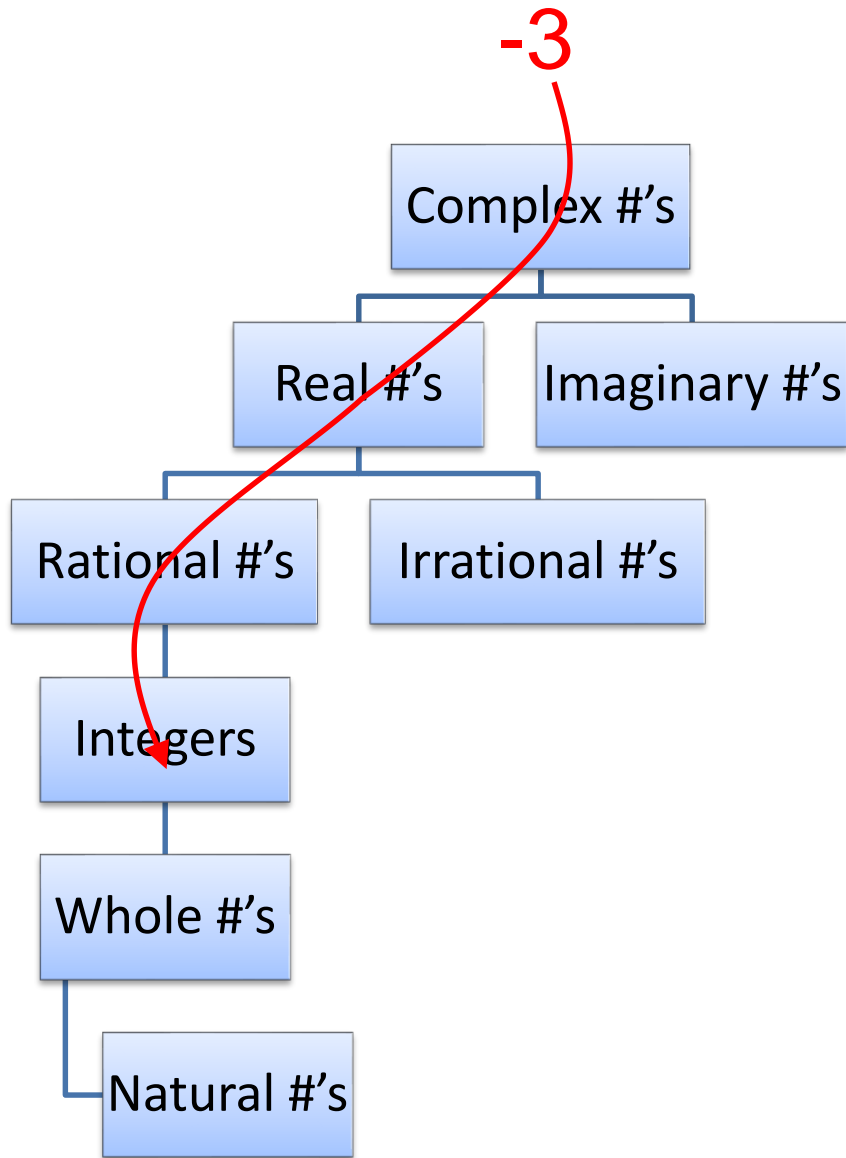 -3
Complex #’s
Real #’s
Imaginary #’s
Rational #’s
Irrational #’s
Integers
Whole #’s
Natural #’s